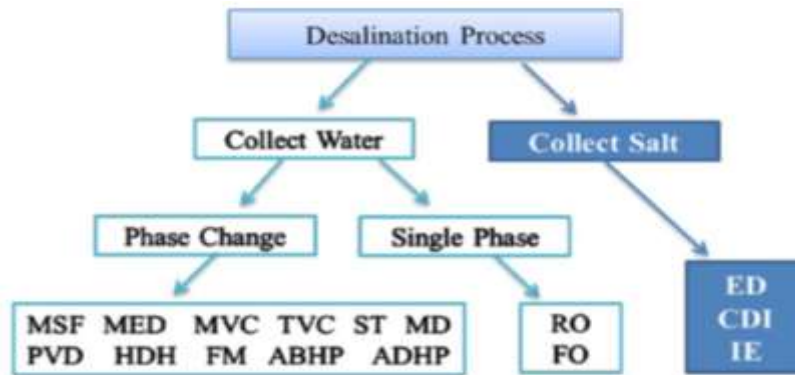 Desalination Process
Collect Water
Collect Salt
Phase Change
Single Phase
MSF MED MVC TVC ST MD
PVD HDH FM ABHP ADHP
RO
FO
ED
CDI
IE